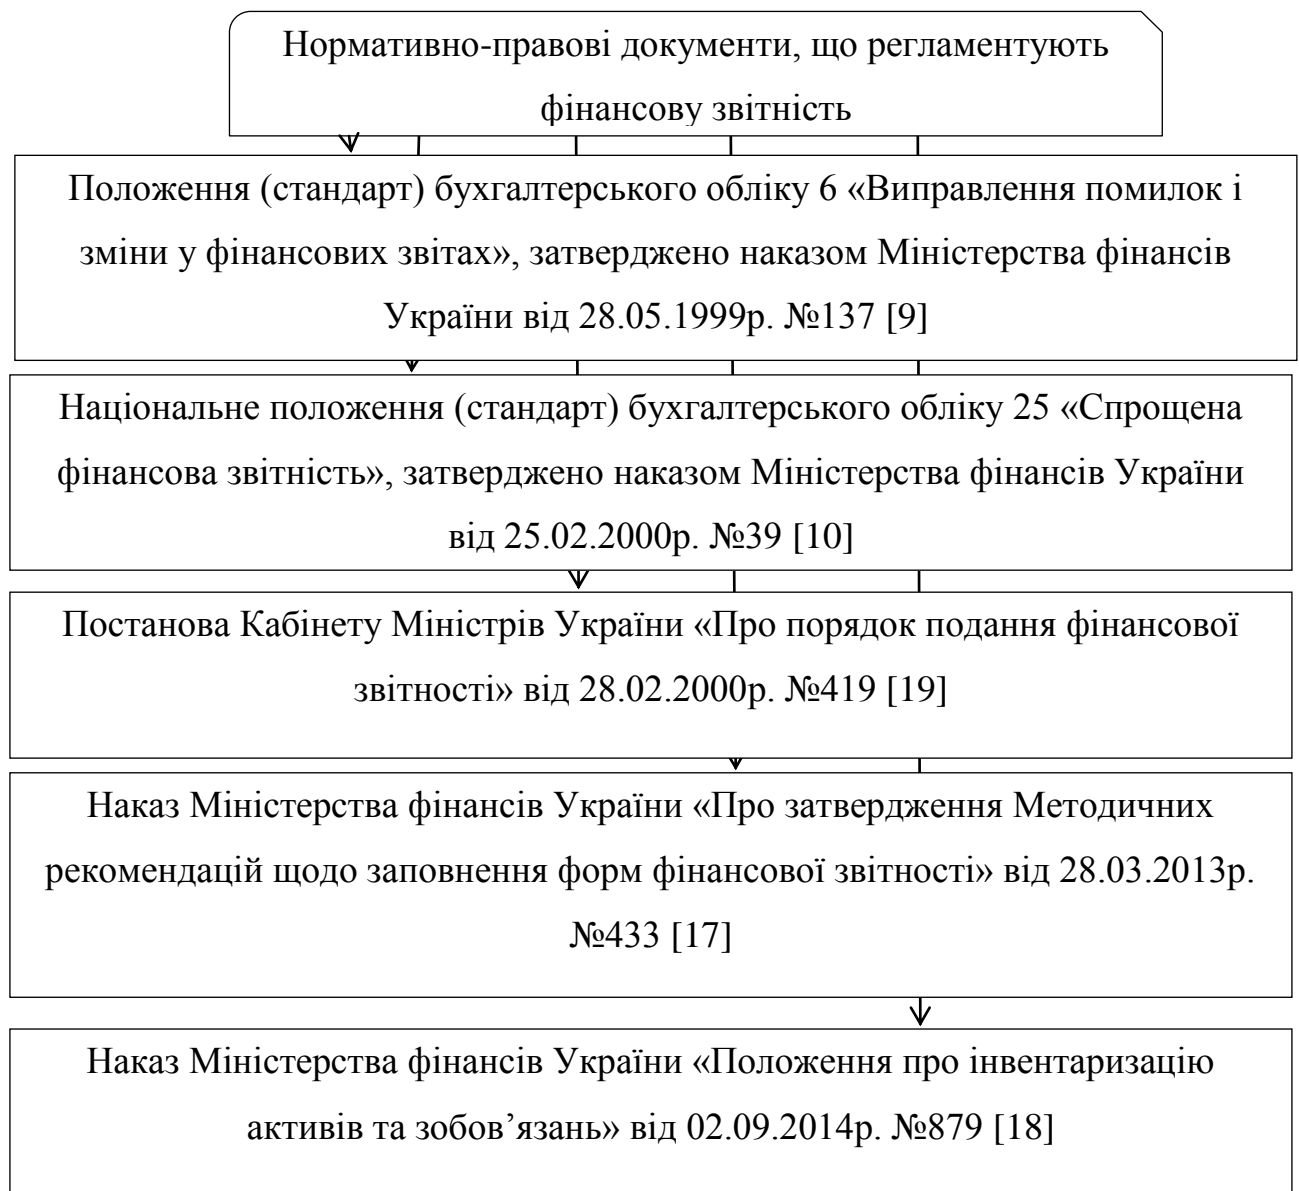 Нормативно-правові документи, що регламентують
фінансову звітність
Положення (стандарт) бухгалтерського обліку 6 «Виправлення помилок і
зміни у фінансових звітах», затверджено наказом Міністерства фінансів
України від 28.05.1999р. №137 [9]
Національне положення (стандарт) бухгалтерського обліку 25 «Спрощена
фінансова звітність», затверджено наказом Міністерства фінансів України
від 25.02.2000р. №39 [10]
Постанова Кабінету Міністрів України «Про порядок подання фінансової
звітності» від 28.02.2000р. №419 [19]
Наказ Міністерства фінансів України «Про затвердження Методичних
рекомендацій щодо заповнення форм фінансової звітності» від 28.03.2013р.
№433 [17]
Наказ Міністерства фінансів України «Положення про інвентаризацію
активів та зобов’язань» від 02.09.2014р. №879 [18]